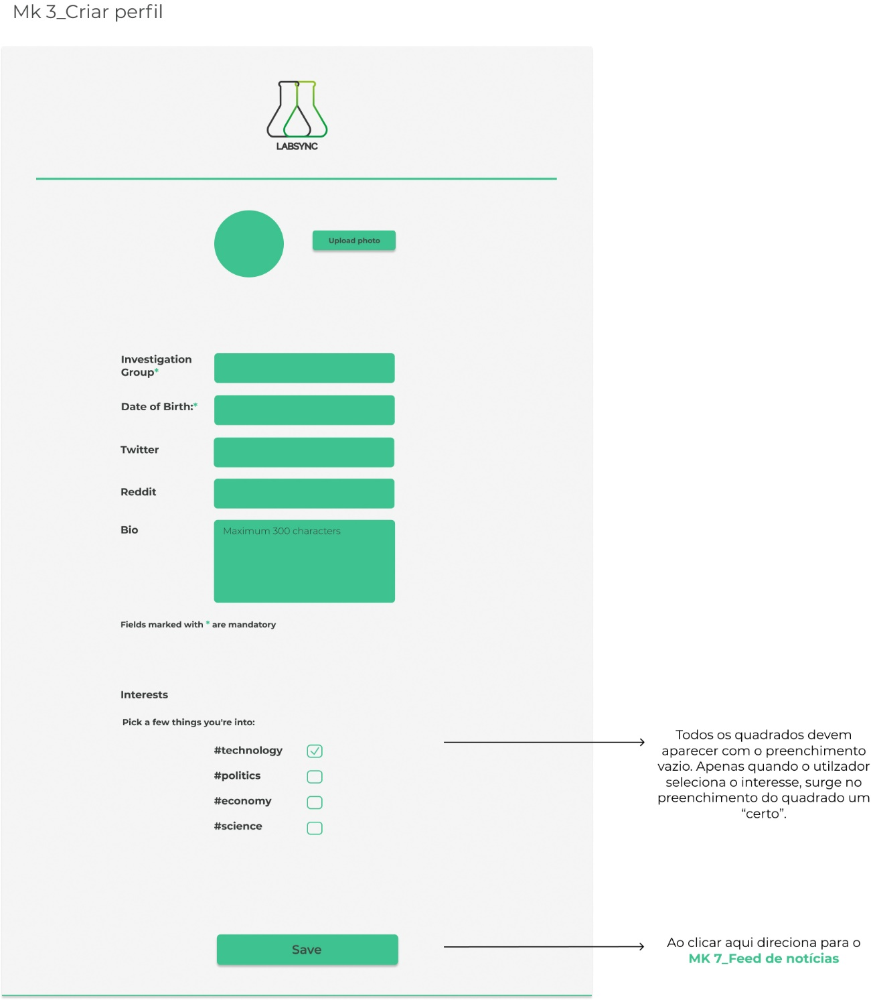 Mk 3_Criar perfil
LABSYNC
Upload photo
Investigation
Group*
Date of Birth:*
Twitter
Reddit
Bio
Maximum 300 characters
Fields marked with * are mandatory
Interests
Pick a few things you're into:
#technology
#politics
#economy
#science
Todos os quadrados devem
aparecer com o preenchimento
vazio. Apenas quando o utilzador
seleciona o interesse, surge no
preenchimento do quadrado um
“certo”.
Save
Ao clicar aqui direciona para o
MK 7_Feed de notícias